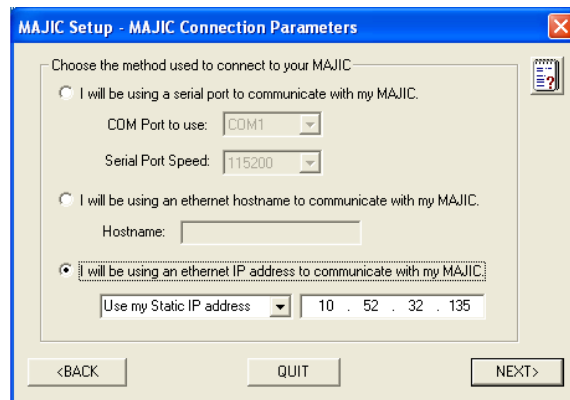 MAJIC Setup - MAJIC Connection Parameters
Choose the method used to connect to your MAJIC
I will be using a serial port to communicate with my MAJIC.
COM Port to use: COM1
Serial Port Speed: 115200
I will be using an ethernet hostname to communicate with my MAJIC.
Hostname:
I will be using an ethernet IP address to communicate with my MAJIC.
Use my Static IP address 10 . 52 . 32 . 135
<BACK QUIT NEXT>